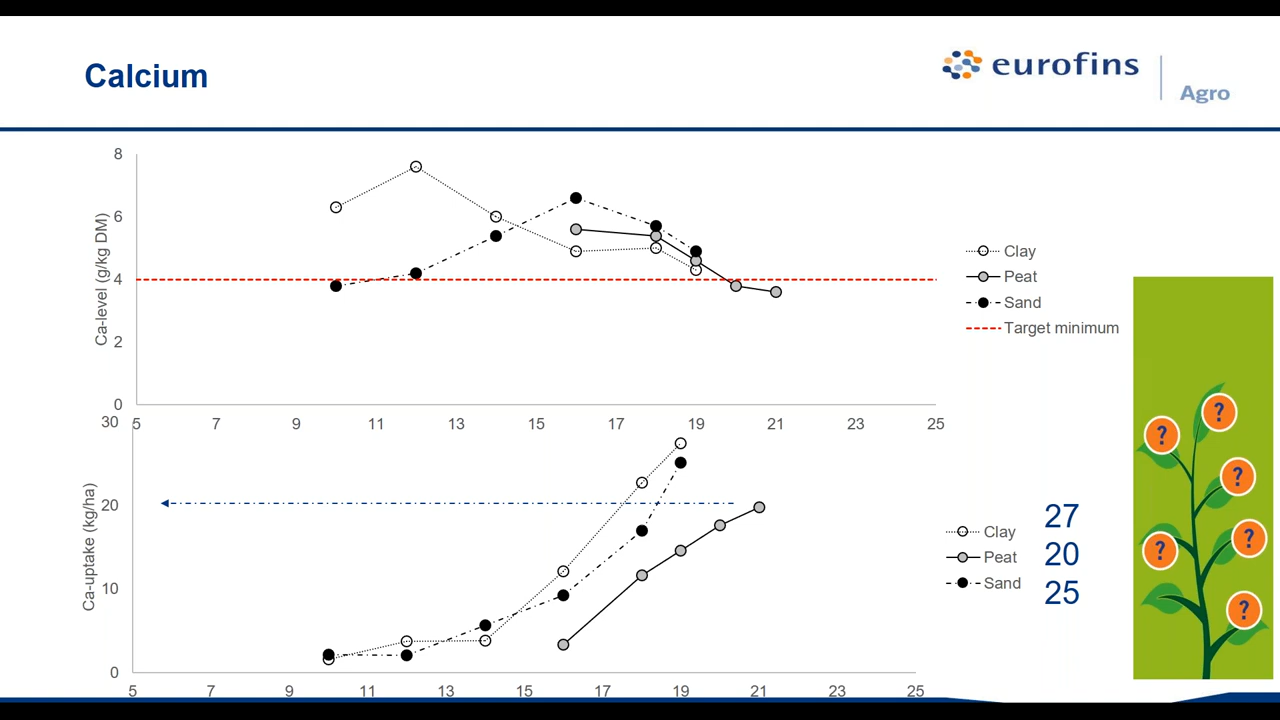 Calcium
eurofins
Agro
Ca-level (g/kg DM)
8
6
4
2
0
5 7 9 11 13 15 17 19 21 23 25
Clay
Peat
Sand
Target minimum
Ca-uptake (kg/ha)
30
20
10
0
5 7 9 11 13 15 17 19 21 23 25
Clay 27
Peat 20
Sand 25
?
?
?
?
?
?